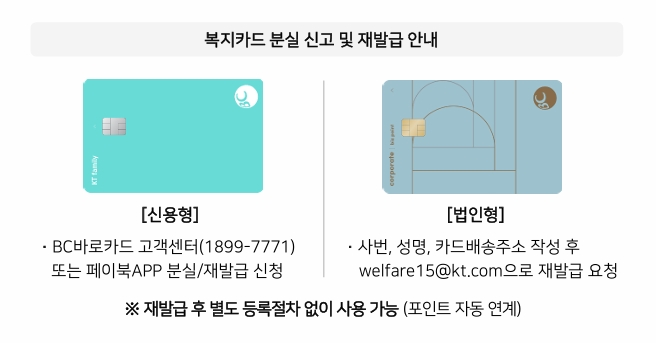 복지카드 분실 신고 및 재발급 안내
KT family
BC
corporate
BC
[신용형]
· BC바로카드 고객센터(1899-7771)
또는 페이북APP 분실/재발급 신청
[법인형]
· 사번, 성명, 카드배송주소 작성 후
welfare15@kt.com으로 재발급 요청
※ 재발급 후 별도 등록절차 없이 사용 가능 (포인트 자동 연계)